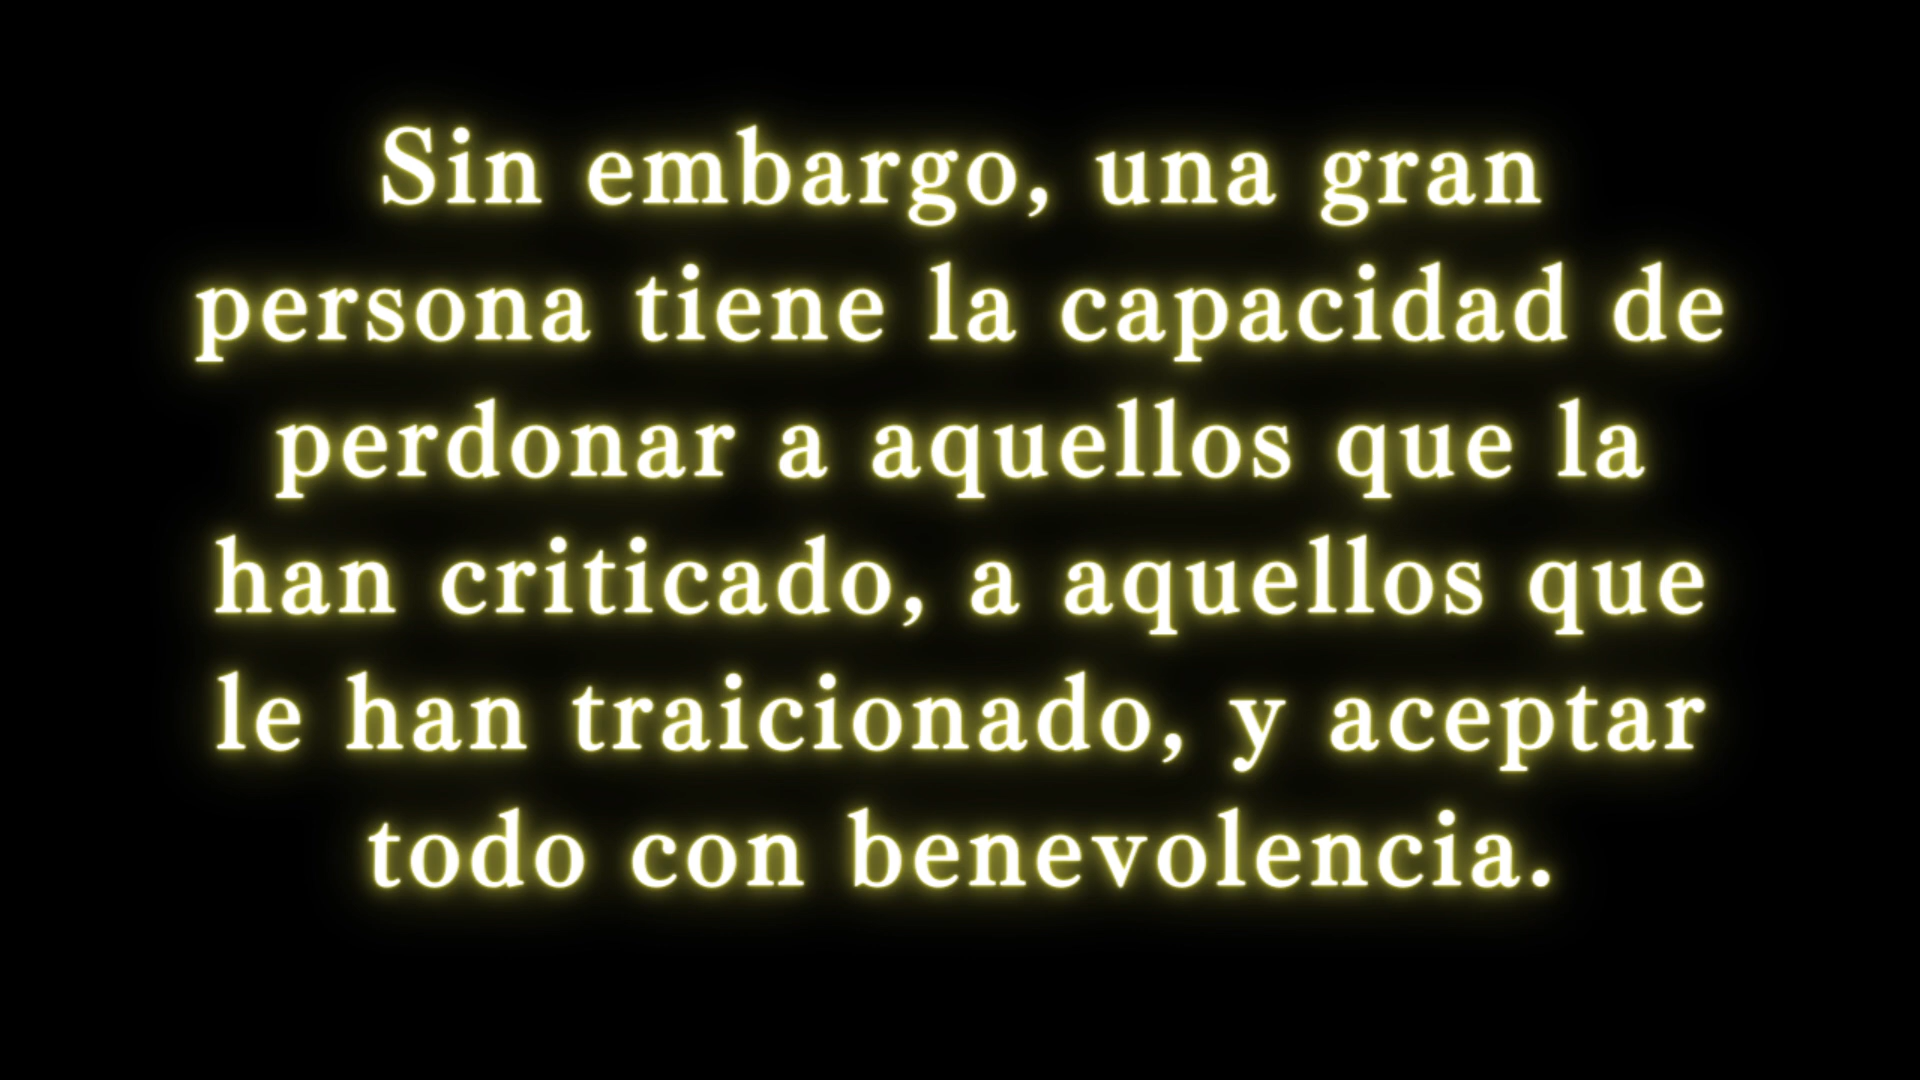 Sin embargo, una gran
persona tiene la capacidad de
perdonar a aquellos que la
han criticado, a aquellos que
le han traicionado, y aceptar
todo con benevolencia.